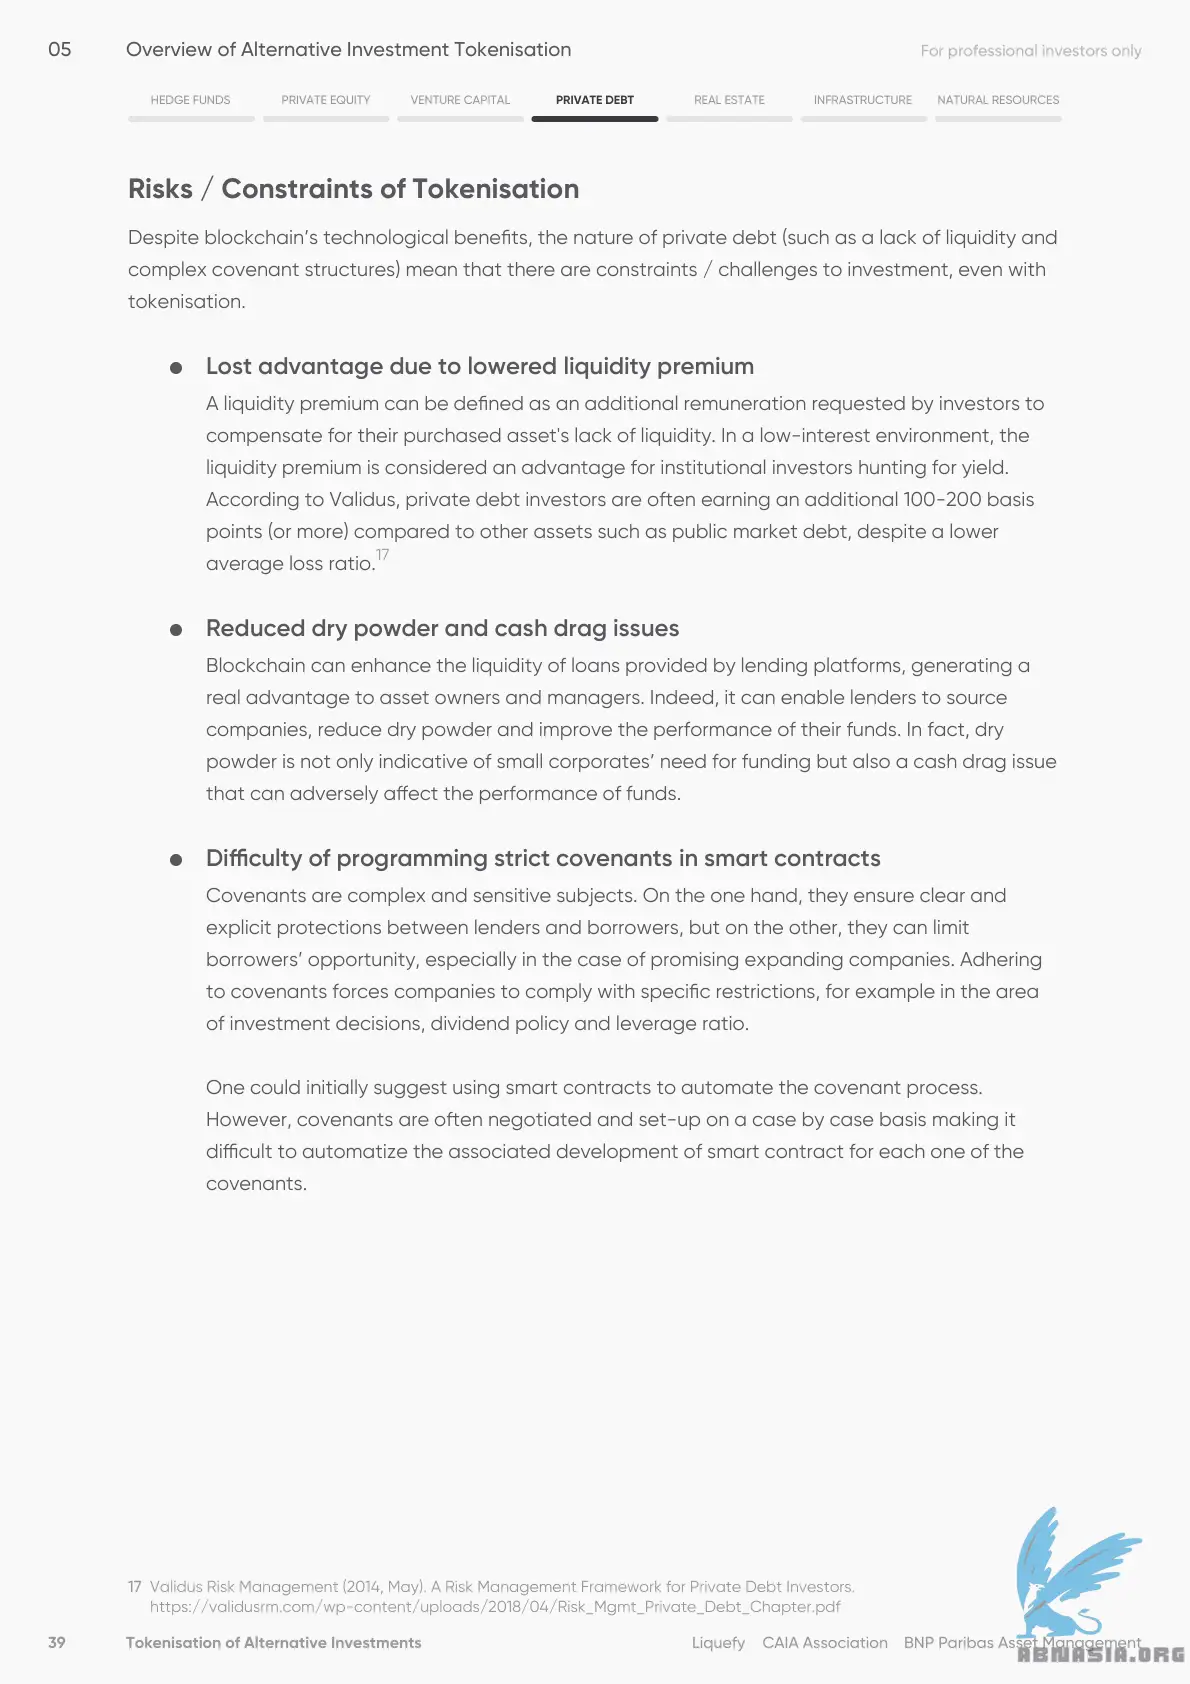 05 Overview of Alternative Investment Tokenisation For professional investors only
HEDGE FUNDS PRIVATE EQUITY VENTURE CAPITAL PRIVATE DEBT REAL ESTATE INFRASTRUCTURE NATURAL RESOURCES
Risks / Constraints of Tokenisation
Despite blockchain’s technological benefits, the nature of private debt (such as a lack of liquidity and
complex covenant structures) mean that there are constraints / challenges to investment, even with
tokenisation.
● Lost advantage due to lowered liquidity premium
A liquidity premium can be defined as an additional remuneration requested by investors to
compensate for their purchased asset's lack of liquidity. In a low-interest environment, the
liquidity premium is considered an advantage for institutional investors hunting for yield.
According to Validus, private debt investors are often earning an additional 100-200 basis
points (or more) compared to other assets such as public market debt, despite a lower
average loss ratio.17
● Reduced dry powder and cash drag issues
Blockchain can enhance the liquidity of loans provided by lending platforms, generating a
real advantage to asset owners and managers. Indeed, it can enable lenders to source
companies, reduce dry powder and improve the performance of their funds. In fact, dry
powder is not only indicative of small corporates’ need for funding but also a cash drag issue
that can adversely affect the performance of funds.
● Difficulty of programming strict covenants in smart contracts
Covenants are complex and sensitive subjects. On the one hand, they ensure clear and
explicit protections between lenders and borrowers, but on the other, they can limit
borrowers’ opportunity, especially in the case of promising expanding companies. Adhering
to covenants forces companies to comply with specific restrictions, for example in the area
of investment decisions, dividend policy and leverage ratio.
One could initially suggest using smart contracts to automate the covenant process.
However, covenants are often negotiated and set-up on a case by case basis making it
difficult to automatize the associated development of smart contract for each one of the
covenants.
17 Validus Risk Management (2014, May). A Risk Management Framework for Private Debt Investors.
https://validusrm.com/wp-content/uploads/2018/04/Risk_Mgmt_Private_Debt_Chapter.pdf
39 Tokenisation of Alternative Investments Liquefy CAIA Association BNP Paribas Asset Management
ABNASIA.ORG